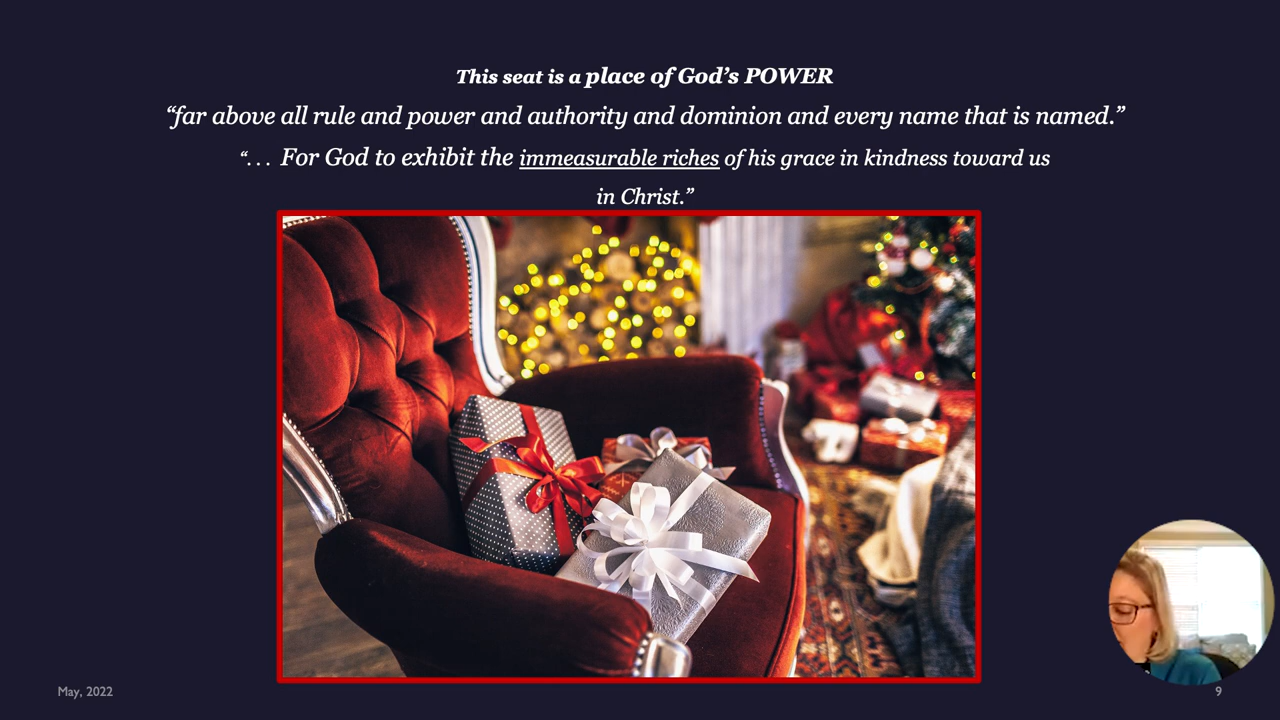 This seat is a place of God’s POWER
“far above all rule and power and authority and dominion and every name that is named.”
“. . . For God to exhibit the immeasurable riches of his grace in kindness toward us
in Christ.”
May, 2022
9